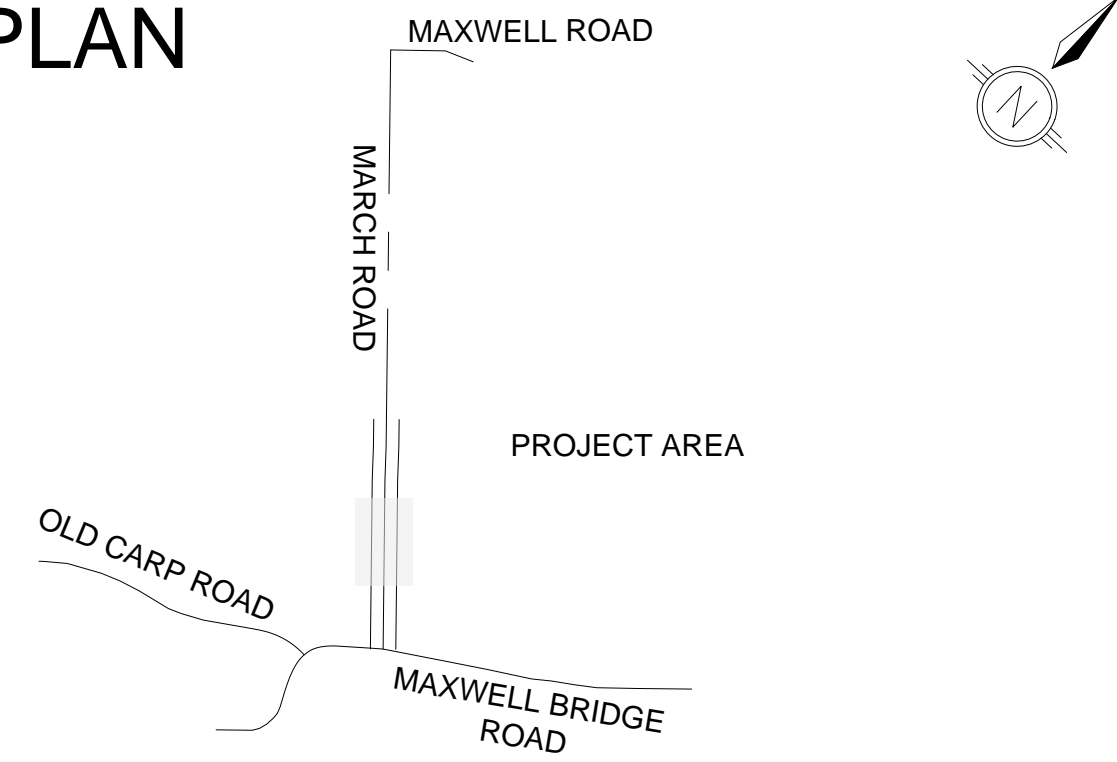 PLAN
MAXWELL ROAD
N
MARCH ROAD
PROJECT AREA
OLD CARP ROAD
MAXWELL BRIDGE
ROAD